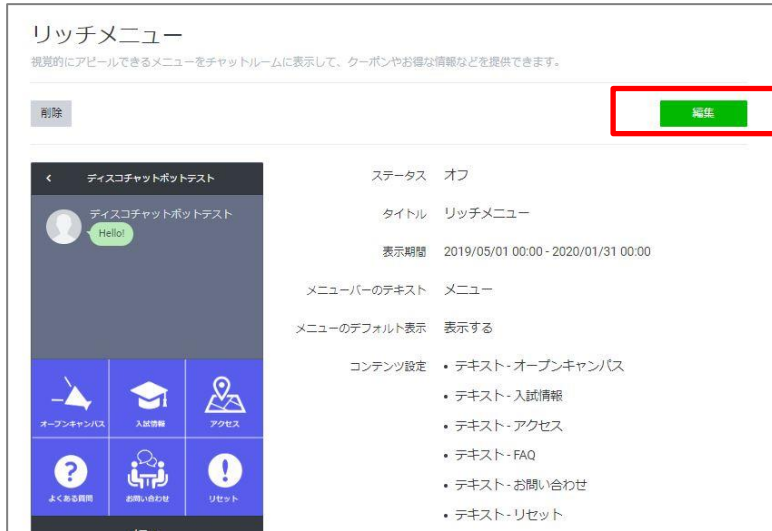 リッチメニュー
視覚的にアピールできるメニューをチャットルームに表示して、クーポンやお得な情報などを提供できます。
削除
編集
ディスコチャットボットテスト
ディスコチャットボットテスト
Hello!
オープンキャンパス
入試情報
アクセス
よくある質問
お問い合わせ
リセット
ステータス オフ
タイトル リッチメニュー
表示期間 2019/05/01 00:00 - 2020/01/31 00:00
メニューバーのテキスト メニュー
メニューのデフォルト表示 表示する
コンテンツ設定 • テキスト - オープンキャンパス
• テキスト - 入試情報
• テキスト - アクセス
• テキスト - FAQ
• テキスト - お問い合わせ
• テキスト - リセット